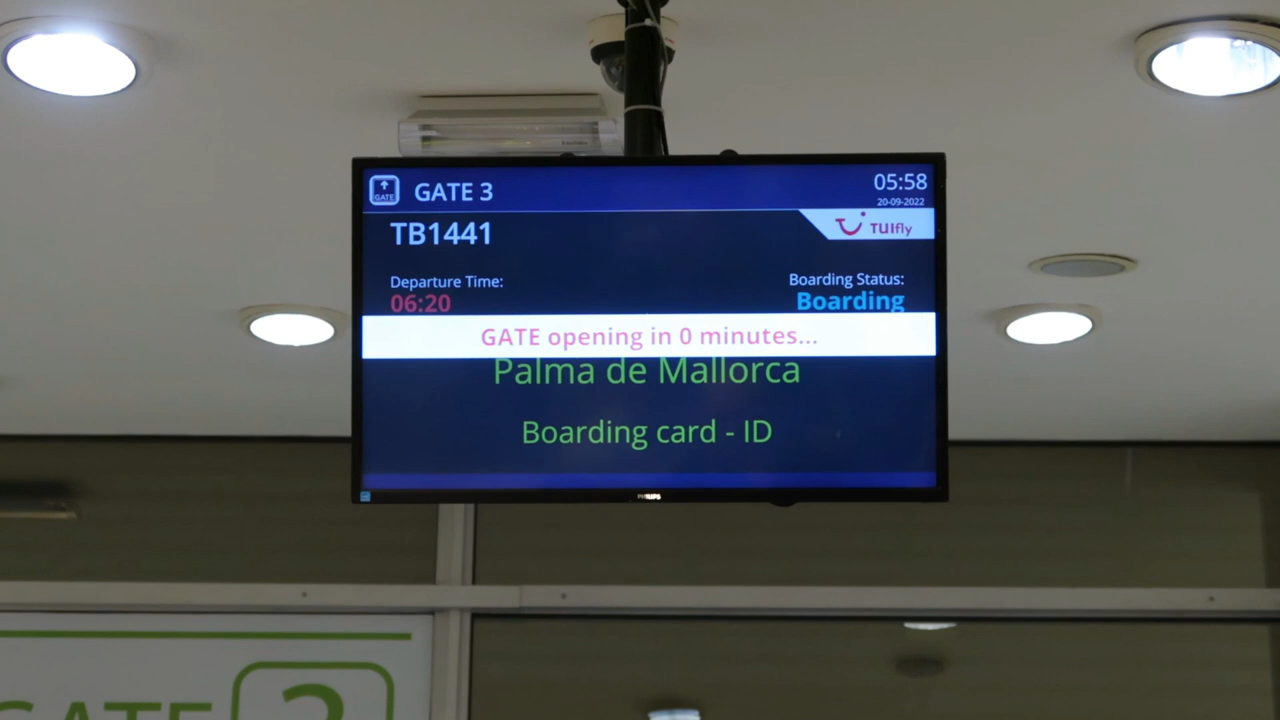 GATE
GATE 3
05:58
20-09-2022
TB1441
TUIfly
Departure Time:
Boarding Status:
06:20
Boarding
GATE opening in 0 minutes...
Palma de Mallorca
Boarding card - ID
PHILIPS
GATE